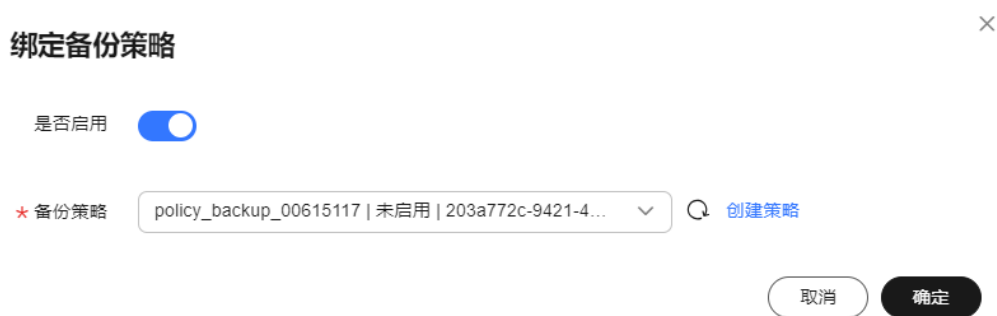 绑定备份策略
是否启用
* 备份策略 policy_backup_00615117 | 未启用 | 203a772c-9421-4... 创建策略
取消 确定